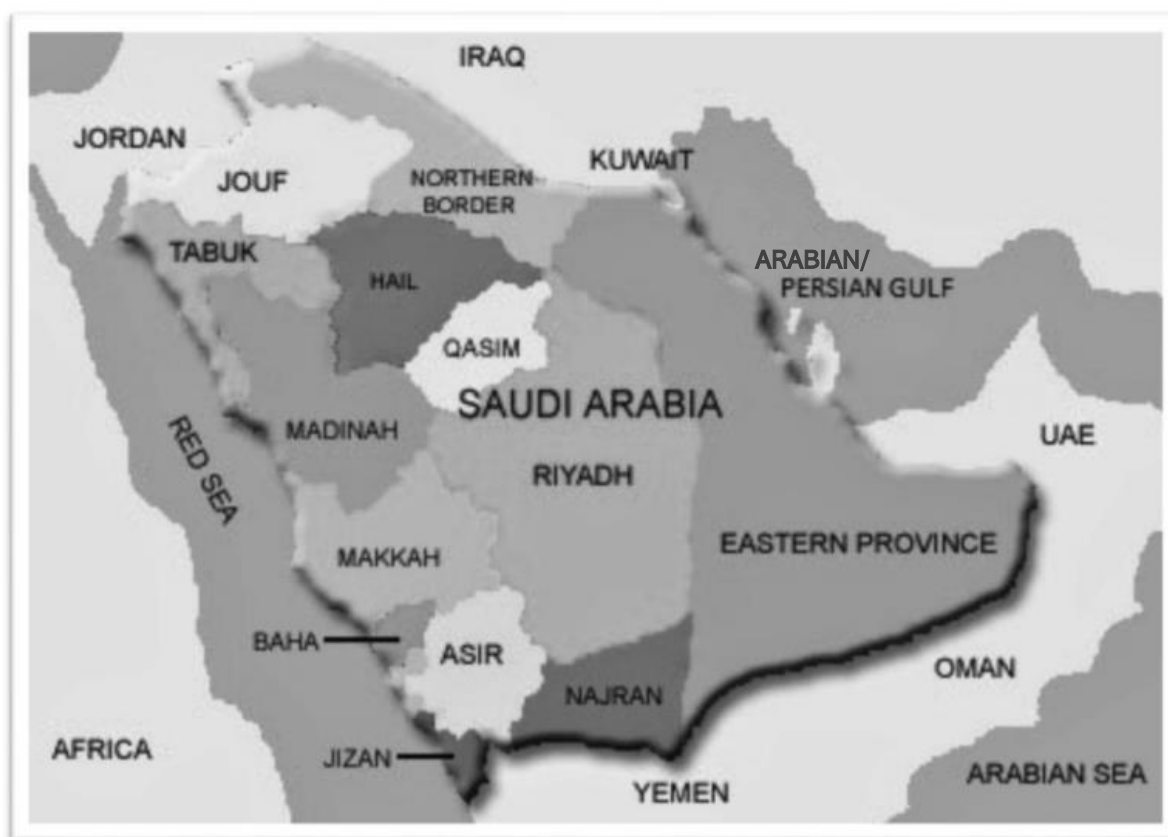 IRAQ
JORDAN
KUWAIT
JOUF
NORTHERN
BORDER
TABUK
HAIL
ARABIAN/
PERSIAN GULF
QASIM
SAUDI ARABIA
MADINAH
UAE
RED SEA
RIYADH
MAKKAH
EASTERN PROVINCE
BAHA
ASIR
OMAN
NAJRAN
AFRICA
JIZAN
ARABIAN SEA
YEMEN